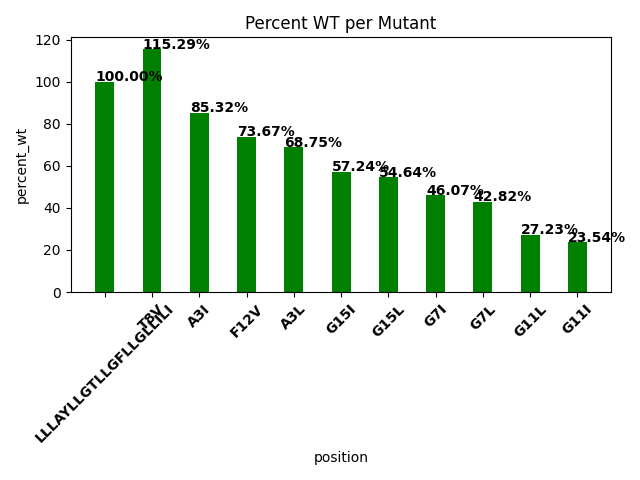 Percent WT per Mutant
percent_wt
120
100
80
60
40
20
0
100.00%
115.29%
85.32%
73.67%
68.75%
57.24%
54.64%
46.07%
42.82%
27.23%
23.54%
LLLAYLLGTLLGFLLGLLILI
T8V
A3I
F12V
A3L
G15I
G15L
G7I
G7L
G11L
G11I
position